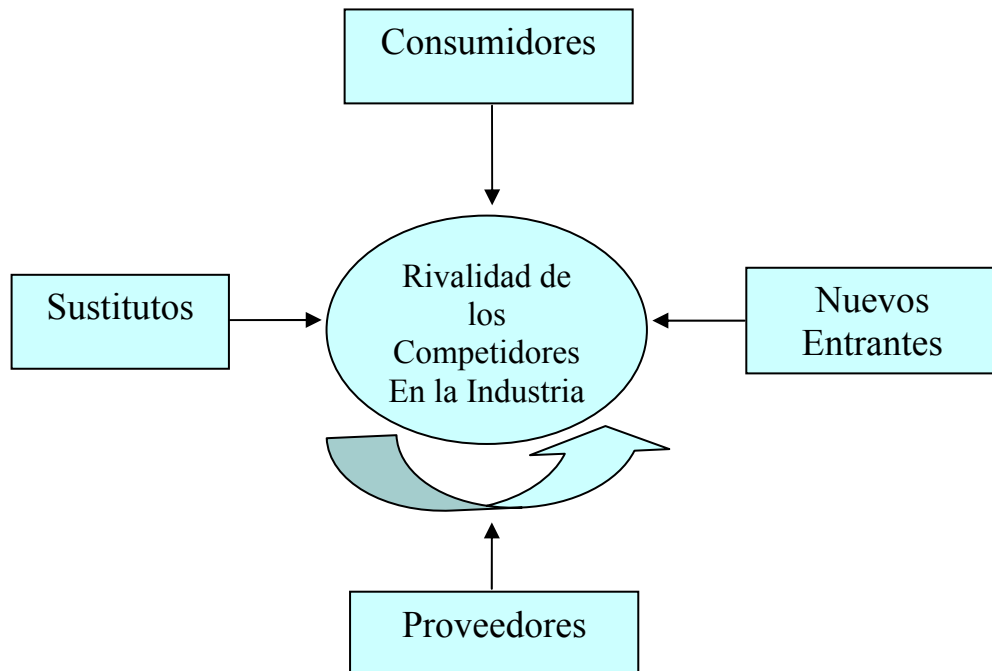 Consumidores
Sustitutos
Rivalidad de
los
Competidores
En la Industria
Nuevos
Entrantes
Proveedores